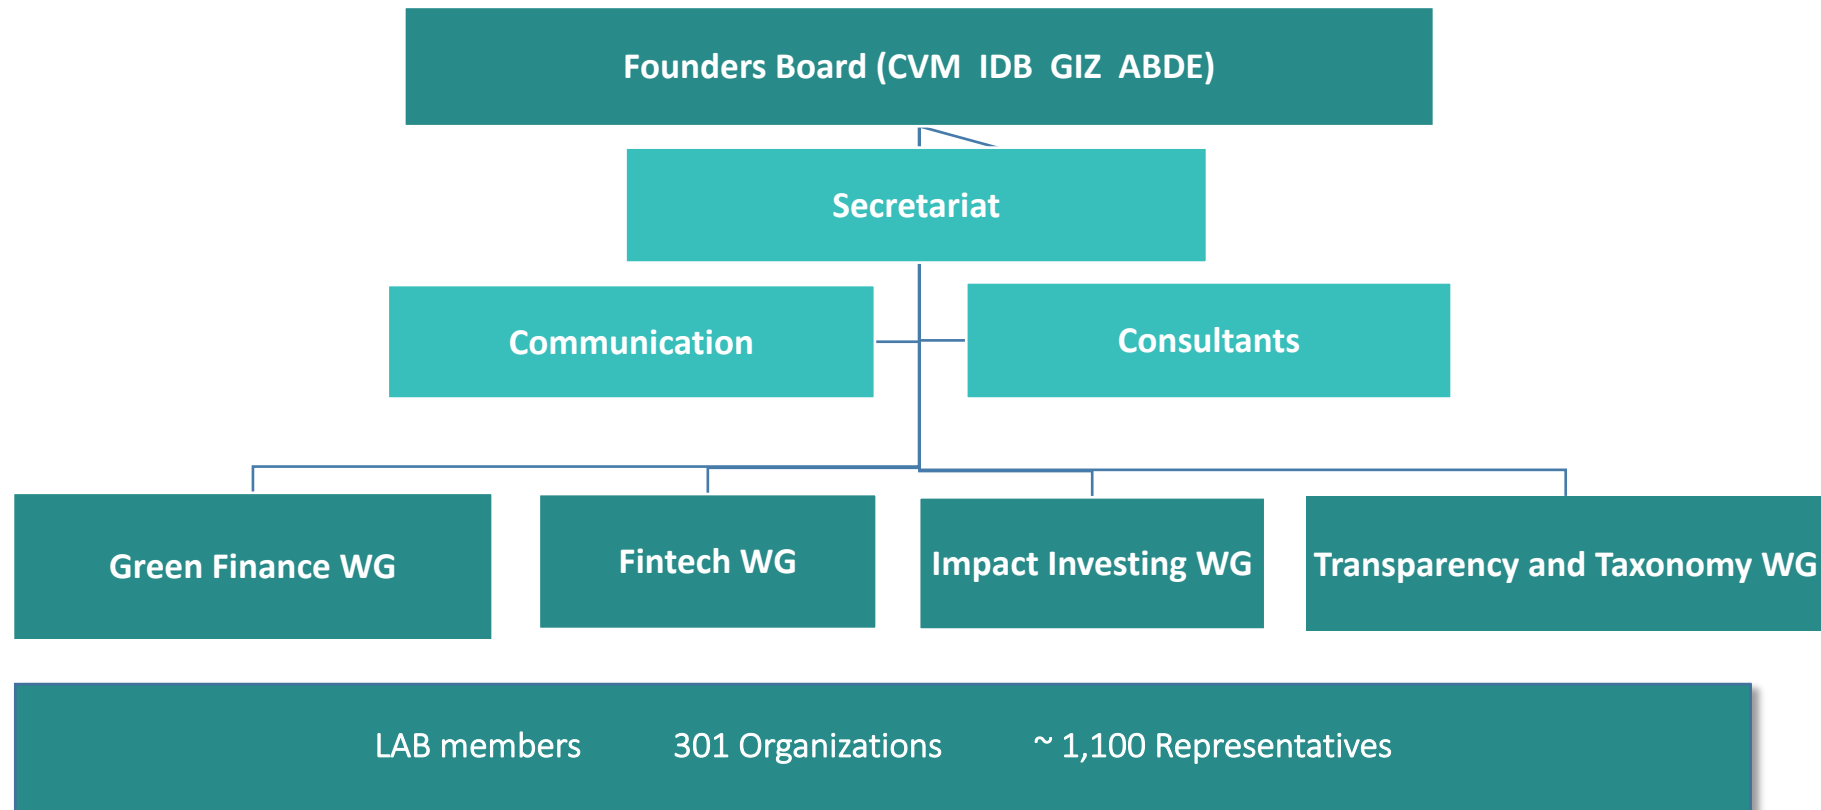 Founders Board (CVM IDB GIZ ABDE)
Secretariat
Communication
Consultants
Green Finance WG
Fintech WG
Impact Investing WG
Transparency and Taxonomy WG
LAB members 301 Organizations ~ 1,100 Representatives